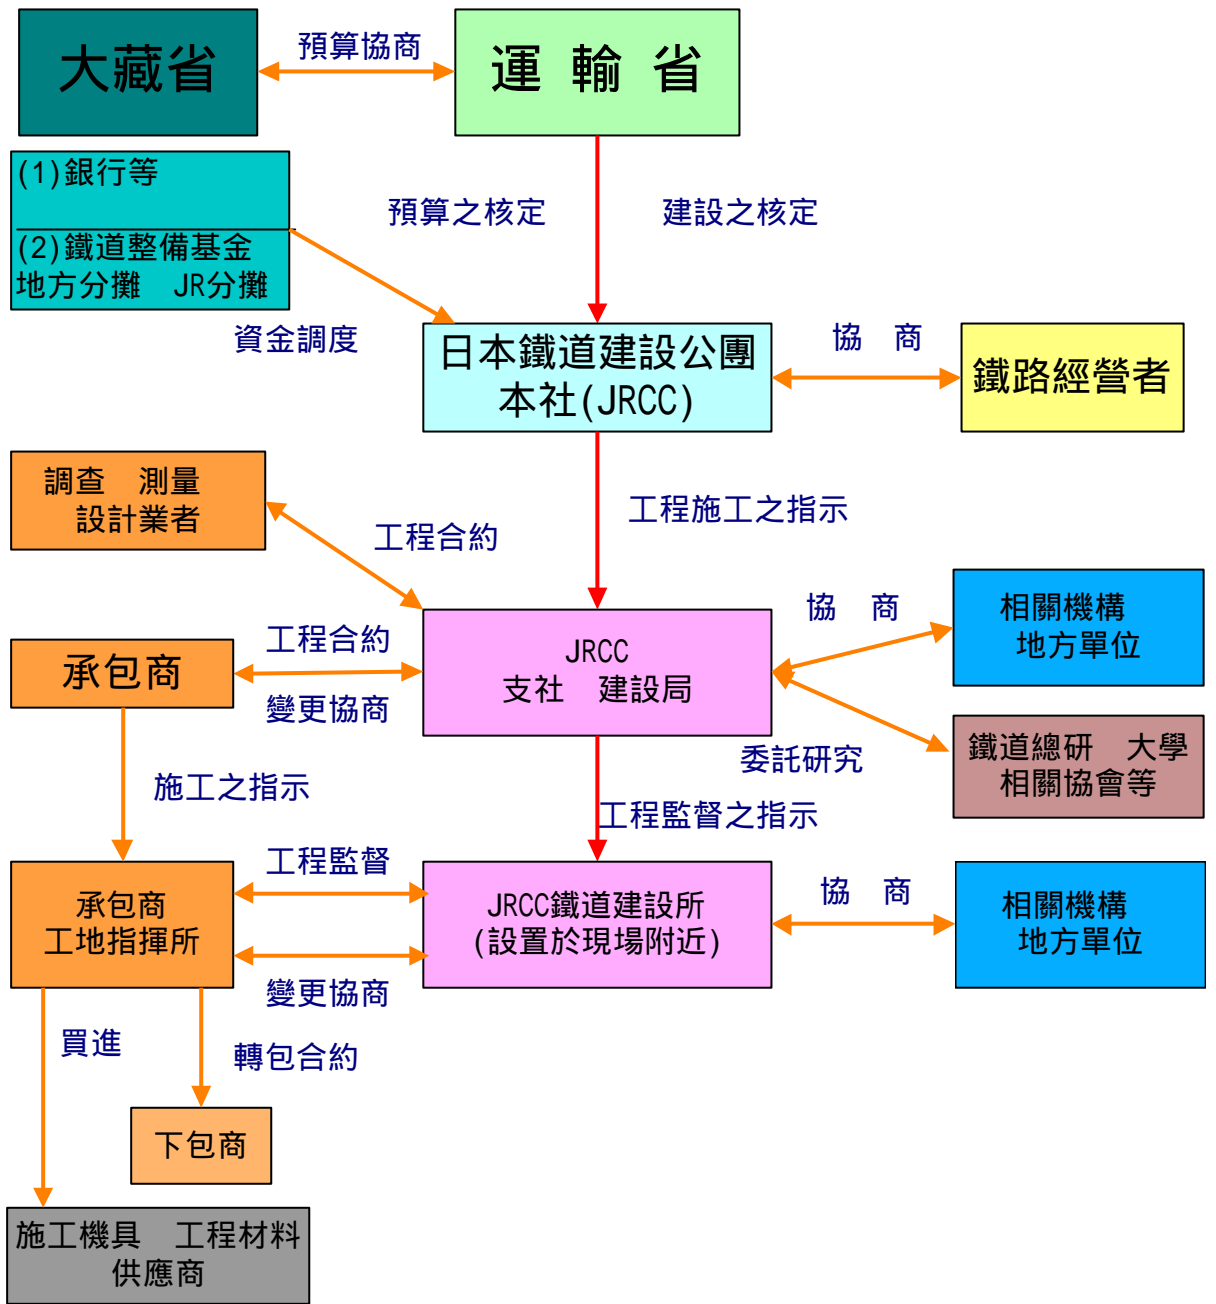 大藏省
預算協商
運 輸 省
(1)銀行等
(2)鐵道整備基金
地方分攤 JR分攤
預算之核定
建設之核定
資金調度
日本鐵道建設公團
本社(JRCC)
協 商
鐵路經營者
調查 測量
設計業者
工程合約
工程施工之指示
承包商
工程合約
變更協商
JRCC
支社 建設局
協 商
相關機構
地方單位
委託研究
鐵道總研 大學
相關協會等
施工之指示
工程監督之指示
承包商
工地指揮所
工程監督
變更協商
JRCC鐵道建設所
(設置於現場附近)
協 商
相關機構
地方單位
買進
轉包合約
下包商
施工機具 工程材料
供應商